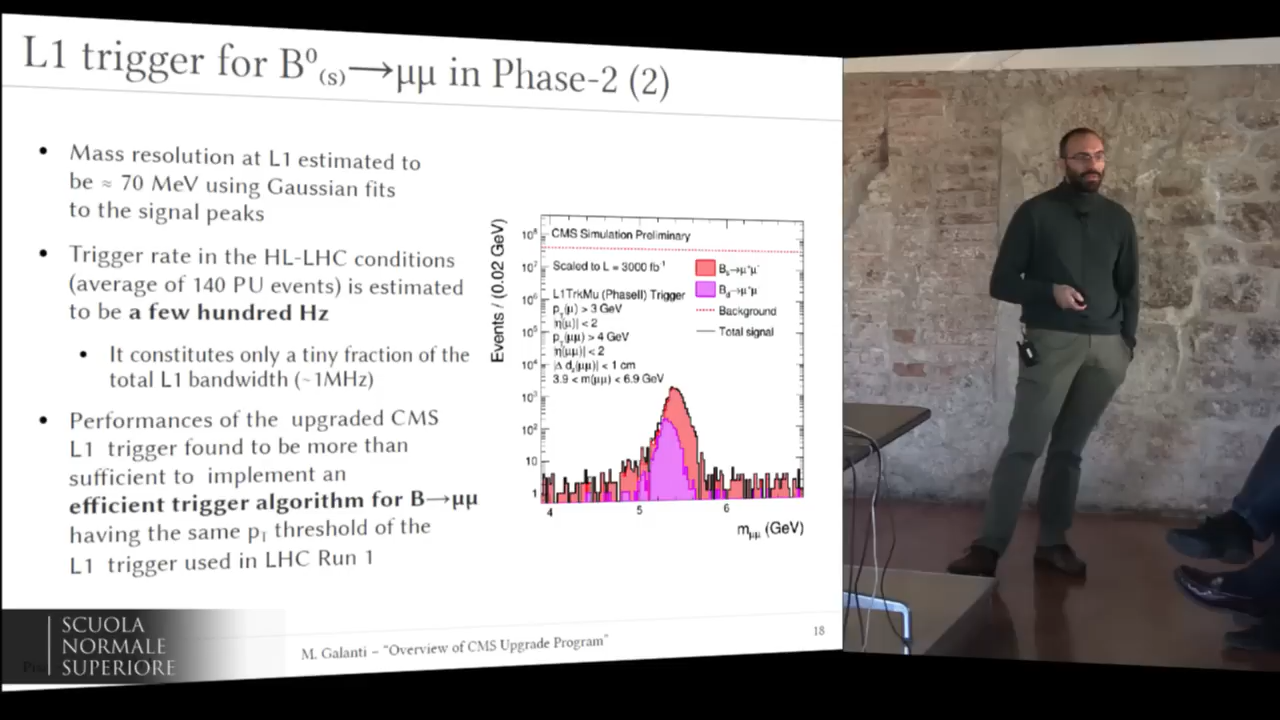 L1 trigger for B⁰(s)→μμ in Phase-2 (2)
• Mass resolution at L1 estimated to
be ≈ 70 MeV using Gaussian fits
to the signal peaks
• Trigger rate in the HL-LHC conditions
(average of 140 PU events) is estimated
to be a few hundred Hz
• It constitutes only a tiny fraction of the
total L1 bandwidth (~1MHz)
• Performances of the upgraded CMS
L1 trigger found to be more than
sufficient to implement an
efficient trigger algorithm for B→μμ
having the same pT threshold of the
L1 trigger used in LHC Run 1
Events / (0.02 GeV)
10⁸
10⁷
10⁶
10⁵
10⁴
10³
10²
10
1
CMS Simulation Preliminary
Scaled to L = 3000 fb⁻¹
L1TrkMu (PhaseII) Trigger
pT(μ) > 3 GeV
|η(μ)| < 2
pT(μμ) > 4 GeV
|η(μμ)| < 2
|Δ dz(μμ)| < 1 cm
3.9 < m(μμ) < 6.9 GeV
Bs→μ⁺μ⁻
Bd→μ⁺μ⁻
Background
Total signal
4 5 6
mμμ (GeV)
SCUOLA
NORMALE
SUPERIORE
M. Galanti – "Overview of CMS Upgrade Program"
18